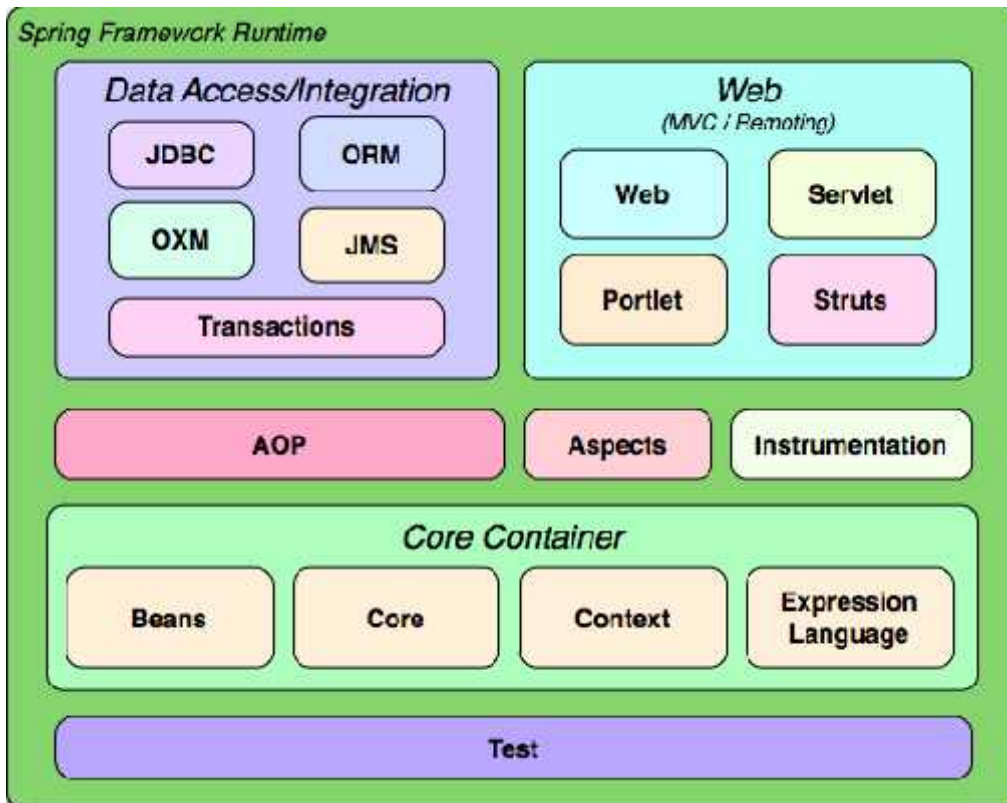 Spring Framework Runtime
Data Access/Integration
JDBC
ORM
OXM
JMS
Transactions
Web
(MVC / Remoting)
Web
Servlet
Portlet
Struts
AOP
Aspects
Instrumentation
Core Container
Beans
Core
Context
Expression
Language
Test